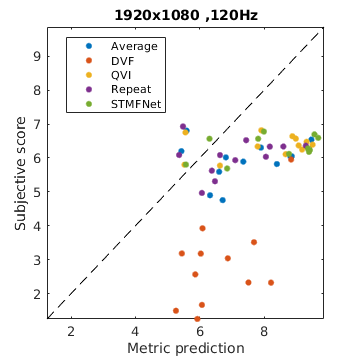 1920x1080 ,120Hz
Average
DVF
QVI
Repeat
STMFNet
Subjective score
9
8
7
6
5
4
3
2
2 4 6 8
Metric prediction